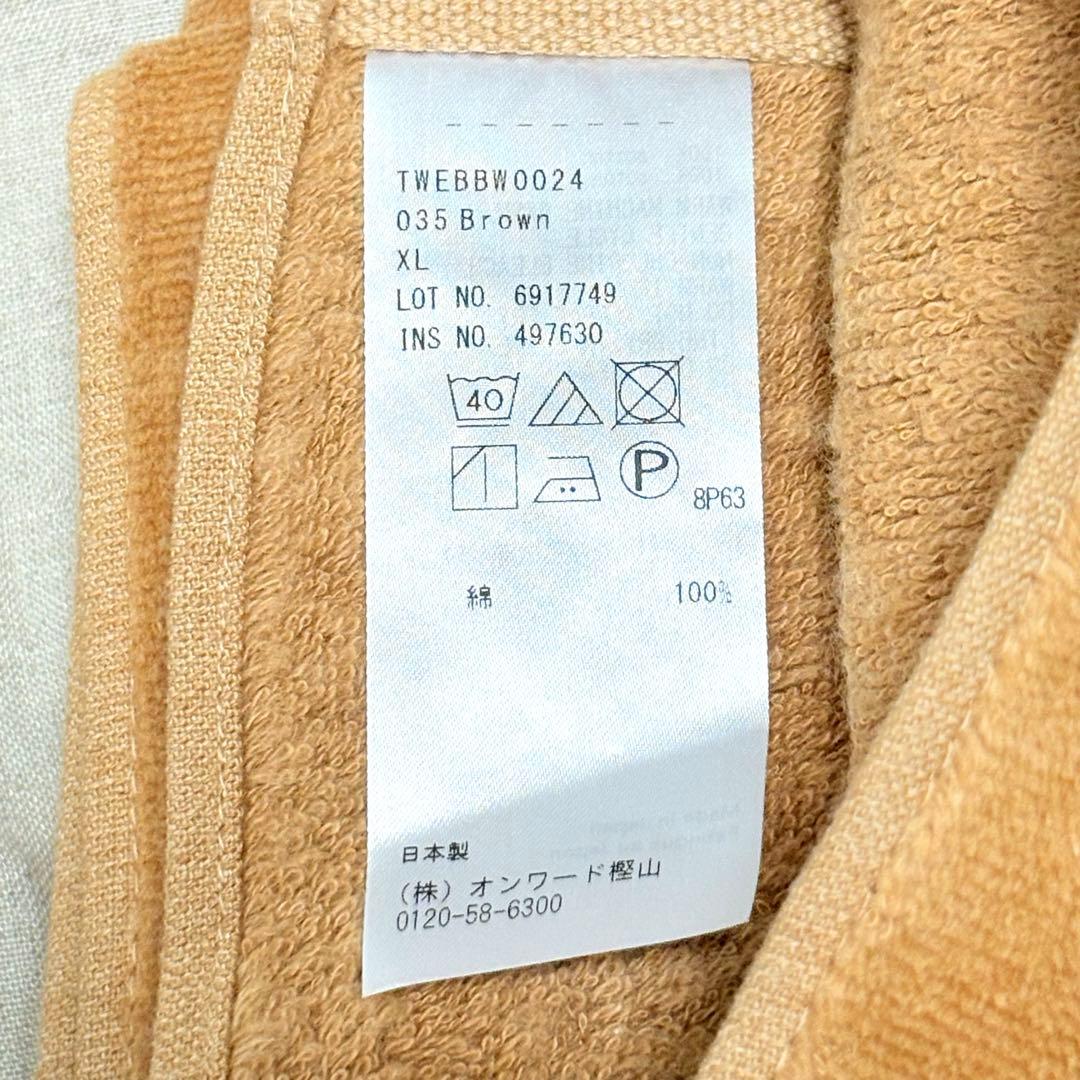 TWEBBW0024
035 Brown
XL
LOT NO. 6917749
INS NO. 497630
40
P
8P63
綿 100%
日本製
(株) オンワード樫山
0120-58-6300